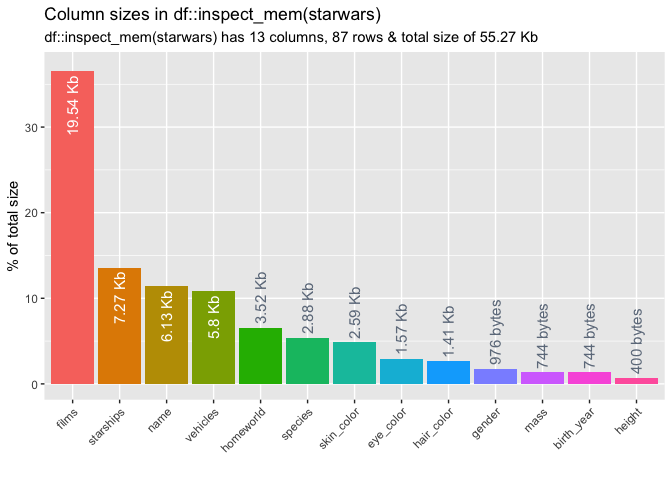 Column sizes in df::inspect_mem(starwars)
df::inspect_mem(starwars) has 13 columns, 87 rows & total size of 55.27 Kb
% of total size
30
20
10
0
19.54 Kb
7.27 Kb
6.13 Kb
5.8 Kb
3.52 Kb
2.88 Kb
2.59 Kb
1.57 Kb
1.41 Kb
976 bytes
744 bytes
744 bytes
400 bytes
films
starships
name
vehicles
homeworld
species
skin_color
eye_color
hair_color
gender
mass
birth_year
height